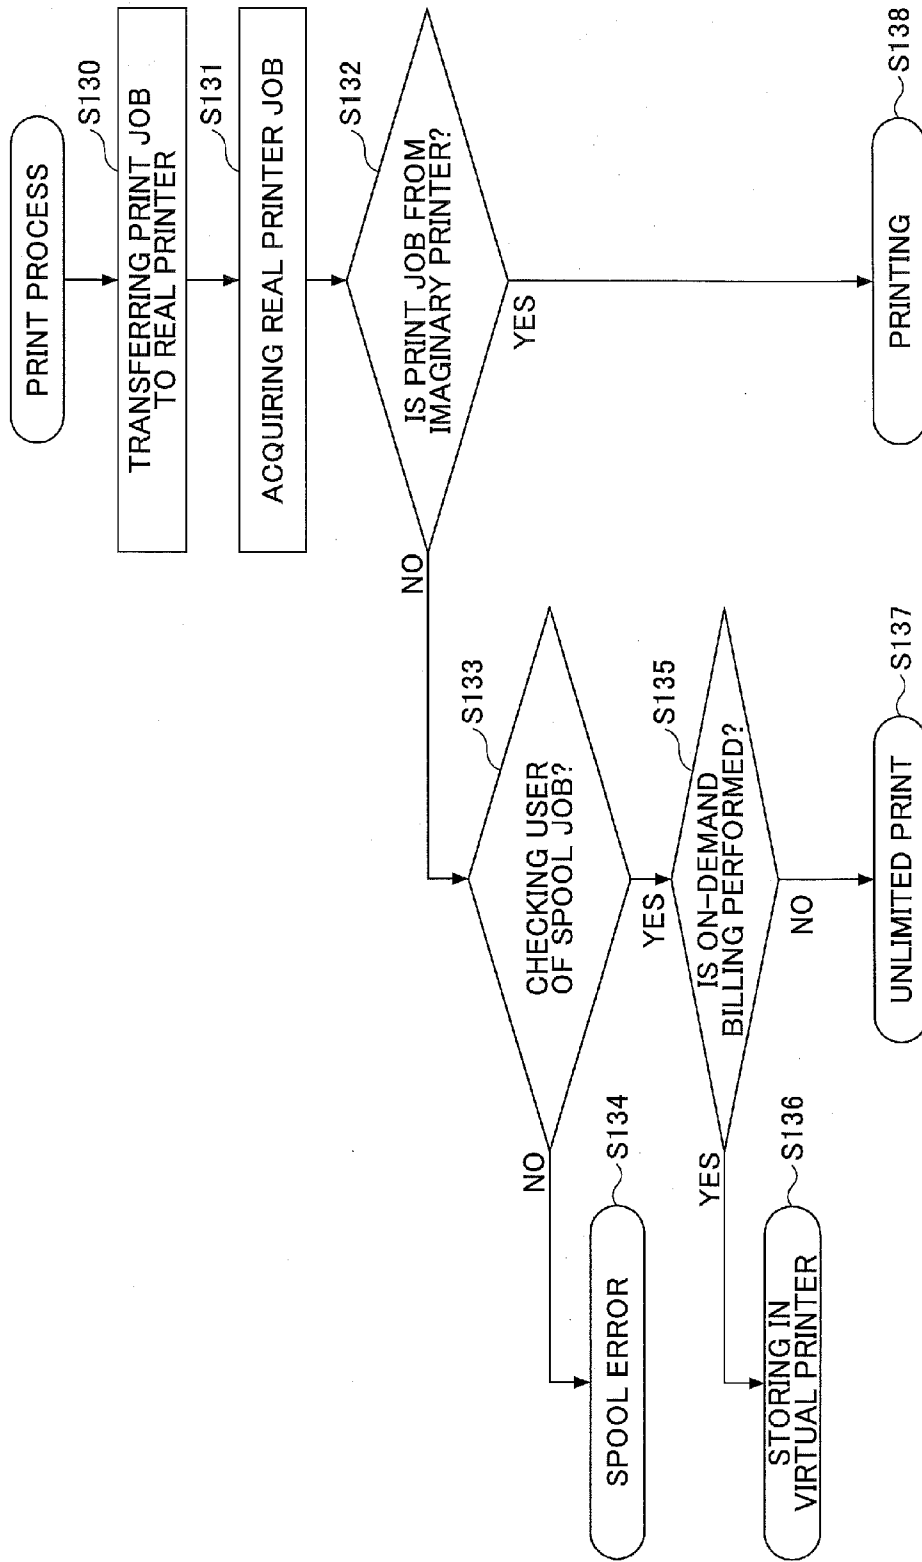 PRINT PROCESS
S130
TRANSFERRING PRINT JOB
TO REAL PRINTER
S131
ACQUIRING REAL PRINTER JOB
S132
IS PRINT JOB FROM
IMAGINARY PRINTER?
NO
YES
S133
CHECKING USER
OF SPOOL JOB?
NO
YES
S134
SPOOL ERROR
S135
IS ON-DEMAND
BILLING PERFORMED?
YES
NO
S136
STORING IN
VIRTUAL PRINTER
S137
UNLIMITED PRINT
S138
PRINTING